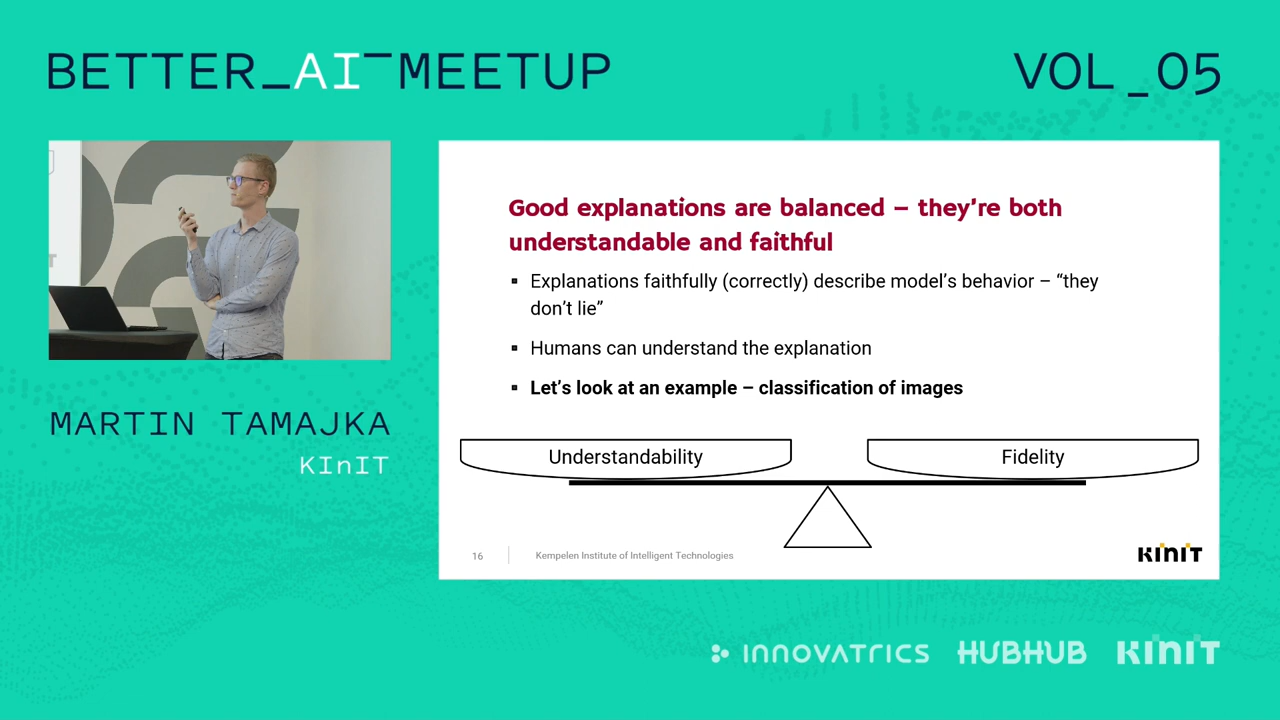 BETTER_AI¯MEETUP
VOL_05
MARTIN TAMAJKA
KInIT
Good explanations are balanced – they’re both
understandable and faithful
▪ Explanations faithfully (correctly) describe model’s behavior – “they
don’t lie”
▪ Humans can understand the explanation
▪ Let’s look at an example – classification of images
Understandability
Fidelity
16
Kempelen Institute of Intelligent Technologies
KInIT
INNOVATRICS
HUBHUB
KInIT